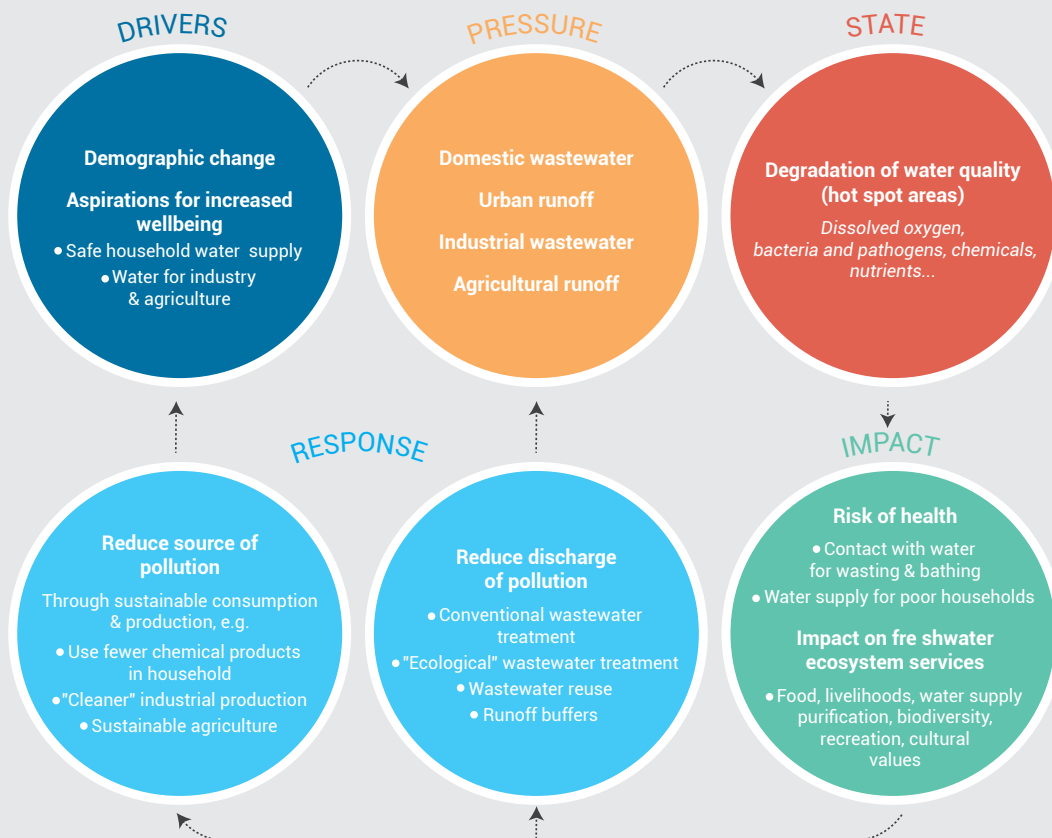 DRIVERS
Demographic change
Aspirations for increased
wellbeing
• Safe household water supply
• Water for industry
& agriculture
PRESSURE
Domestic wastewater
Urban runoff
Industrial wastewater
Agricultural runoff
STATE
Degradation of water quality
(hot spot areas)
Dissolved oxygen,
bacteria and pathogens, chemicals,
nutrients...
RESPONSE
Reduce source of
pollution
Through sustainable consumption
& production, e.g.
• Use fewer chemical products
in household
• "Cleaner" industrial production
• Sustainable agriculture
Reduce discharge
of pollution
• Conventional wastewater
treatment
• "Ecological" wastewater treatment
• Wastewater reuse
• Runoff buffers
IMPACT
Risk of health
• Contact with water
for wasting & bathing
• Water supply for poor households
Impact on fre shwater
ecosystem services
• Food, livelihoods, water supply
purification, biodiversity,
recreation, cultural
values